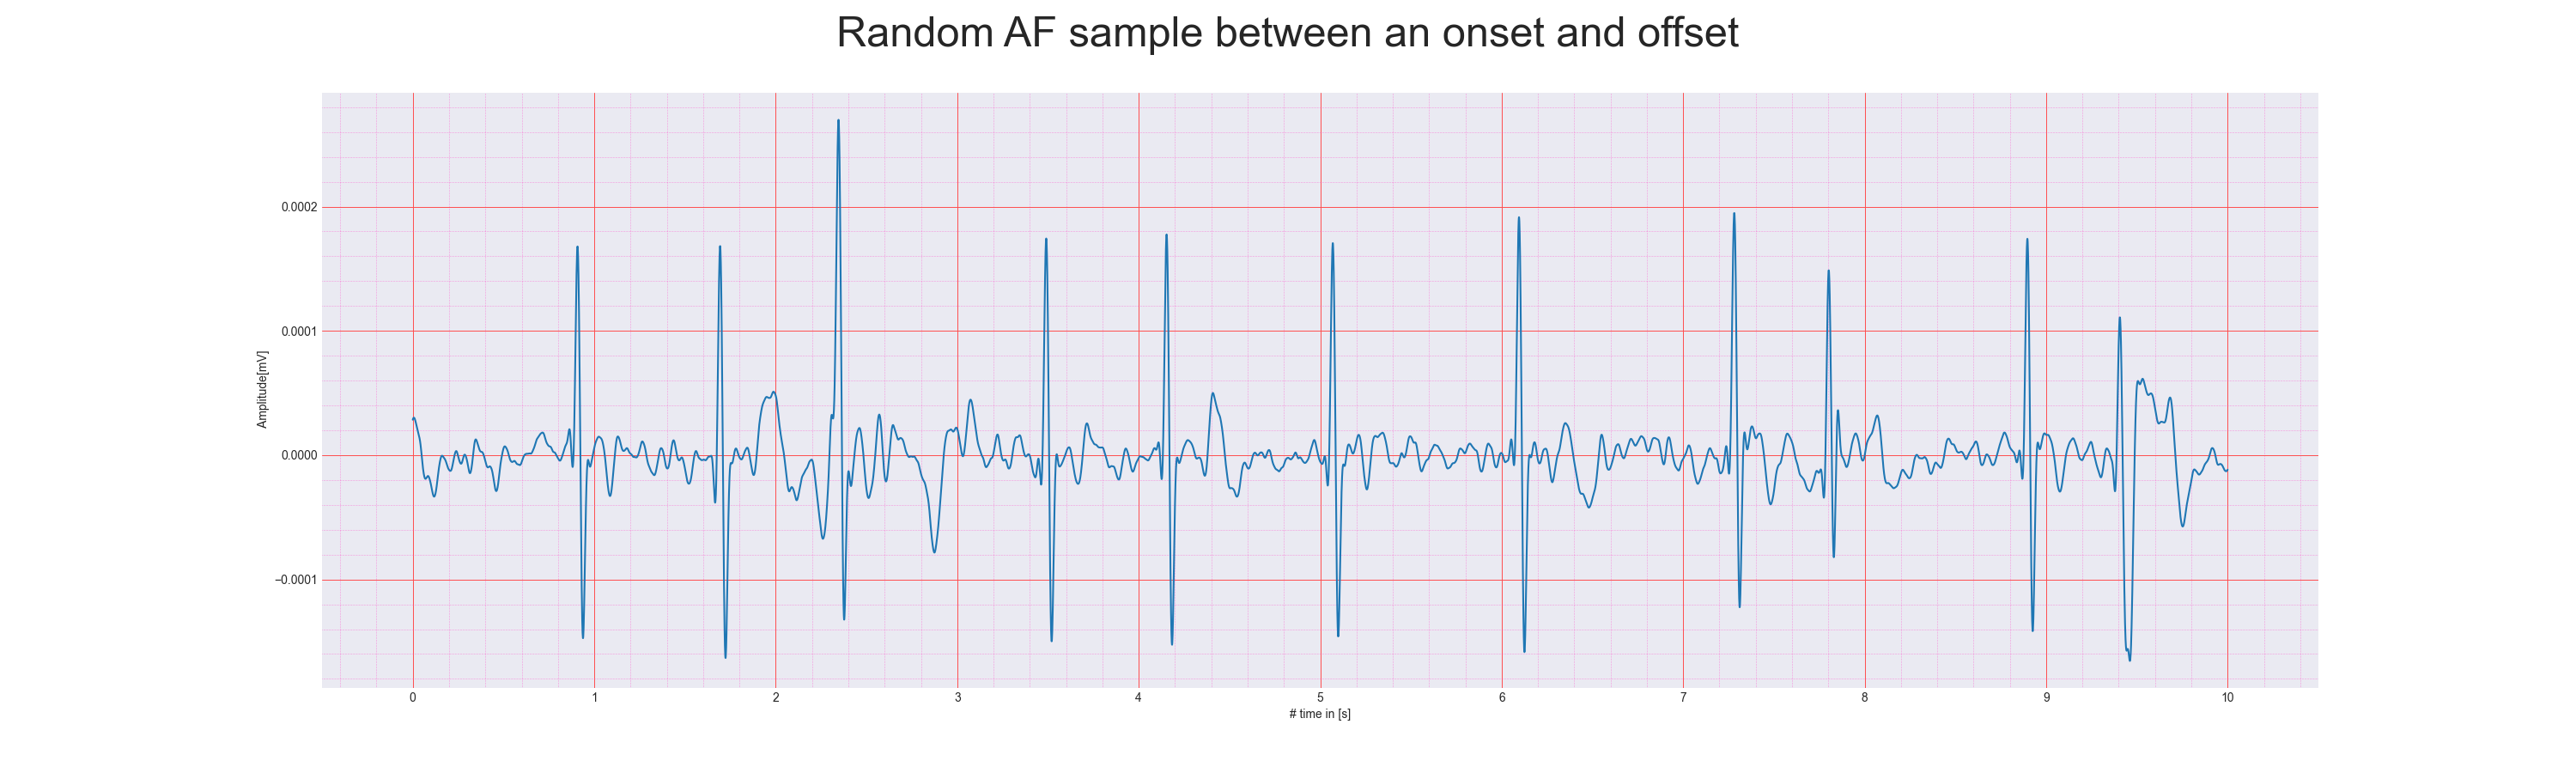 Random AF sample between an onset and offset
0.0002
0.0001
0.0000
−0.0001
Amplitude[mV]
0 1 2 3 4 5 6 7 8 9 10
# time in [s]